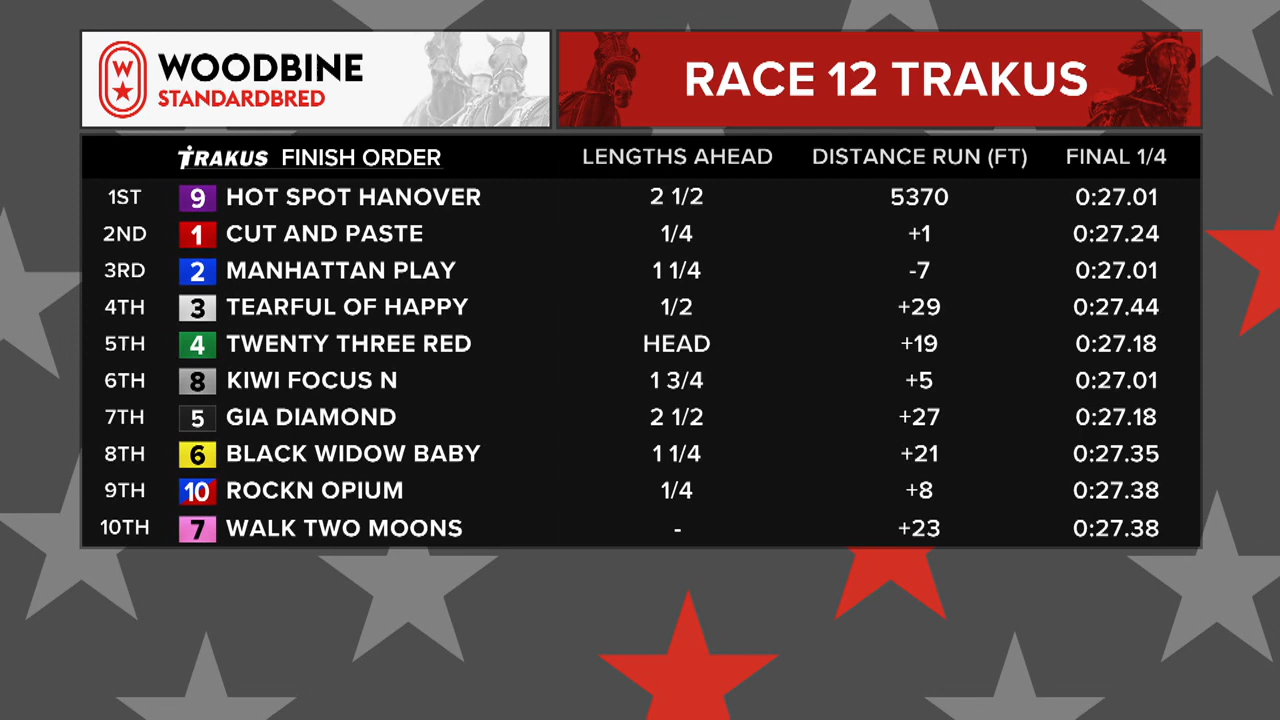 W
WOODBINE
STANDARDBRED
RACE 12 TRAKUS
TRAKUS FINISH ORDER LENGTHS AHEAD DISTANCE RUN (FT) FINAL 1/4
1ST 9 HOT SPOT HANOVER 2 1/2 5370 0:27.01
2ND 1 CUT AND PASTE 1/4 +1 0:27.24
3RD 2 MANHATTAN PLAY 1 1/4 -7 0:27.01
4TH 3 TEARFUL OF HAPPY 1/2 +29 0:27.44
5TH 4 TWENTY THREE RED HEAD +19 0:27.18
6TH 8 KIWI FOCUS N 1 3/4 +5 0:27.01
7TH 5 GIA DIAMOND 2 1/2 +27 0:27.18
8TH 6 BLACK WIDOW BABY 1 1/4 +21 0:27.35
9TH 10 ROCKN OPIUM 1/4 +8 0:27.38
10TH 7 WALK TWO MOONS - +23 0:27.38